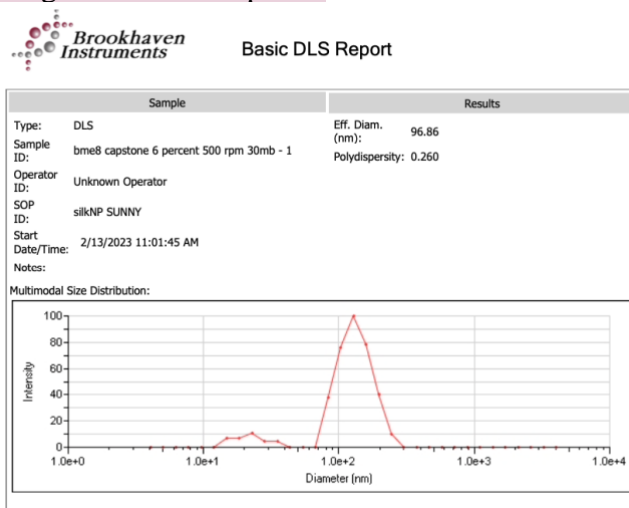 Brookhaven
Instruments
Basic DLS Report
Sample
Results
Type: DLS
Sample ID: bme8 capstone 6 percent 500 rpm 30mb - 1
Operator ID: Unknown Operator
SOP ID: silkNP SUNNY
Start Date/Time: 2/13/2023 11:01:45 AM
Notes:
Eff. Diam. (nm): 96.86
Polydispersity: 0.260
Multimodal Size Distribution:
100
80
60
40
20
0
Intensity
1.0e+0 1.0e+1 1.0e+2 1.0e+3 1.0e+4
Diameter (nm)